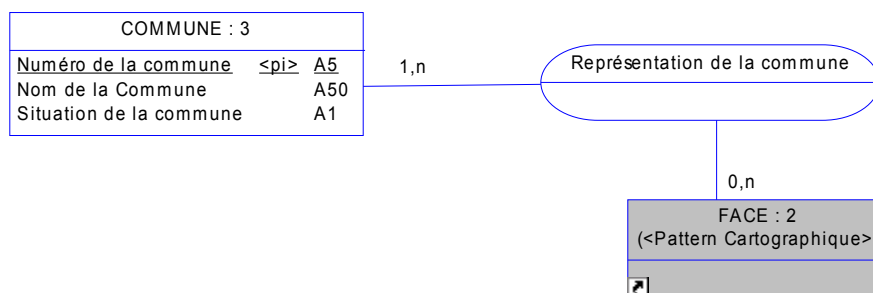 COMMUNE : 3
Numéro de la commune <pi> A5
Nom de la Commune A50
Situation de la commune A1
1,n
Représentation de la commune
0,n
FACE : 2
(<Pattern Cartographique>